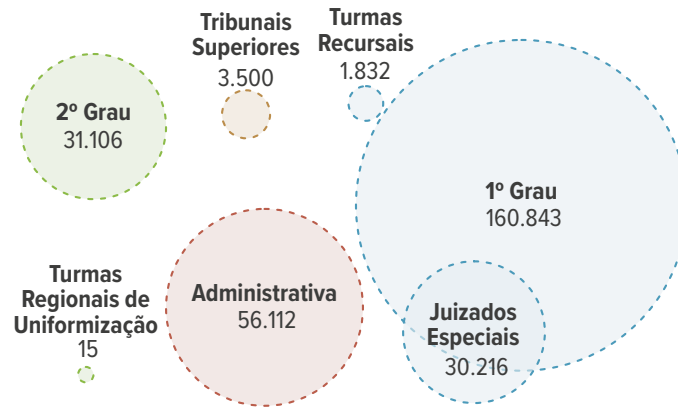 Tribunais
Superiores
3.500
Turmas
Recursais
1.832
2º Grau
31.106
1º Grau
160.843
Turmas
Regionais de
Uniformização
15
Administrativa
56.112
Juizados
Especiais
30.216